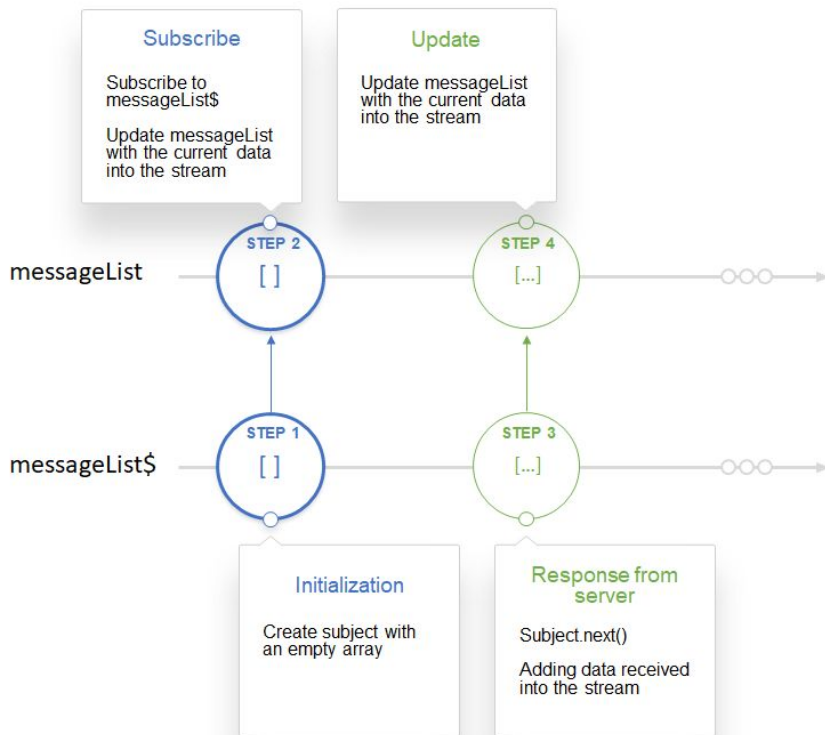 Subscribe
Subscribe to
messageList$
Update messageList
with the current data
into the stream
Update
Update messageList
with the current data
into the stream
messageList
STEP 2
[ ]
STEP 4
[...]
messageList$
STEP 1
[ ]
STEP 3
[...]
Initialization
Create subject with
an empty array
Response from
server
Subject.next()
Adding data received
into the stream